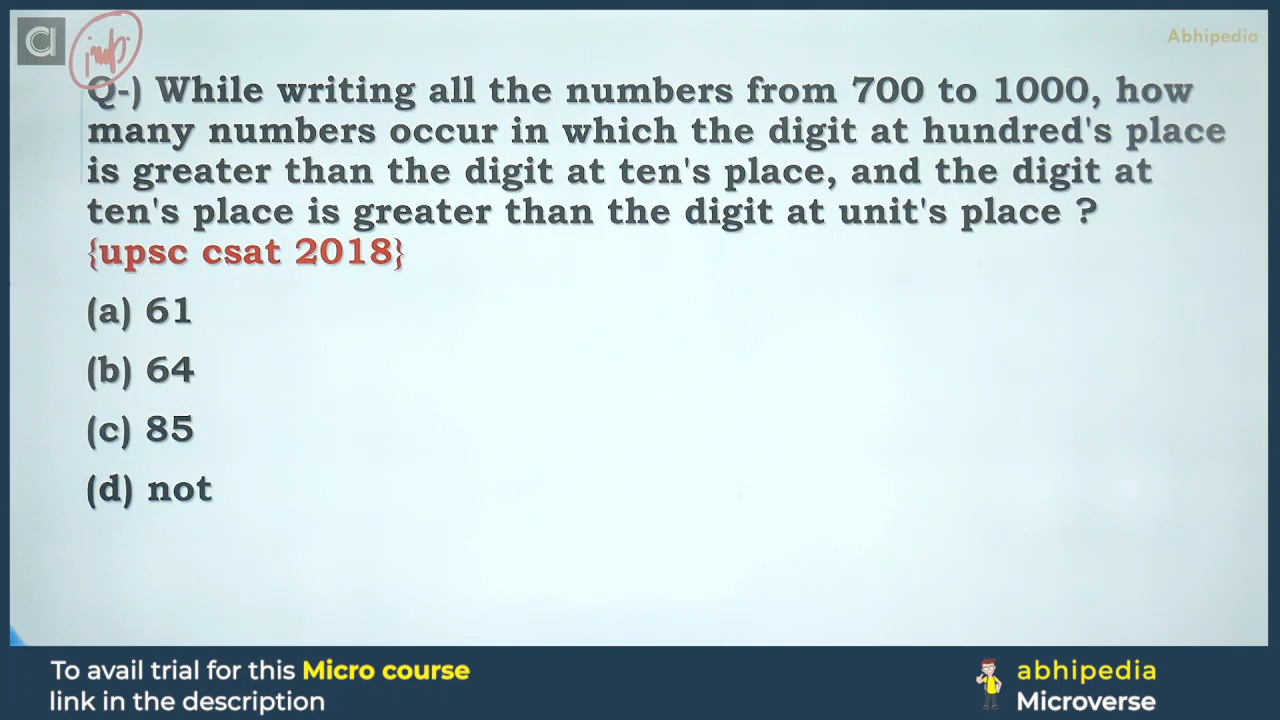 imp.
Abhipedia
Q-) While writing all the numbers from 700 to 1000, how
many numbers occur in which the digit at hundred's place
is greater than the digit at ten's place, and the digit at
ten's place is greater than the digit at unit's place ?
{upsc csat 2018}
(a) 61
(b) 64
(c) 85
(d) not
To avail trial for this Micro course
link in the description
abhipedia
Microverse